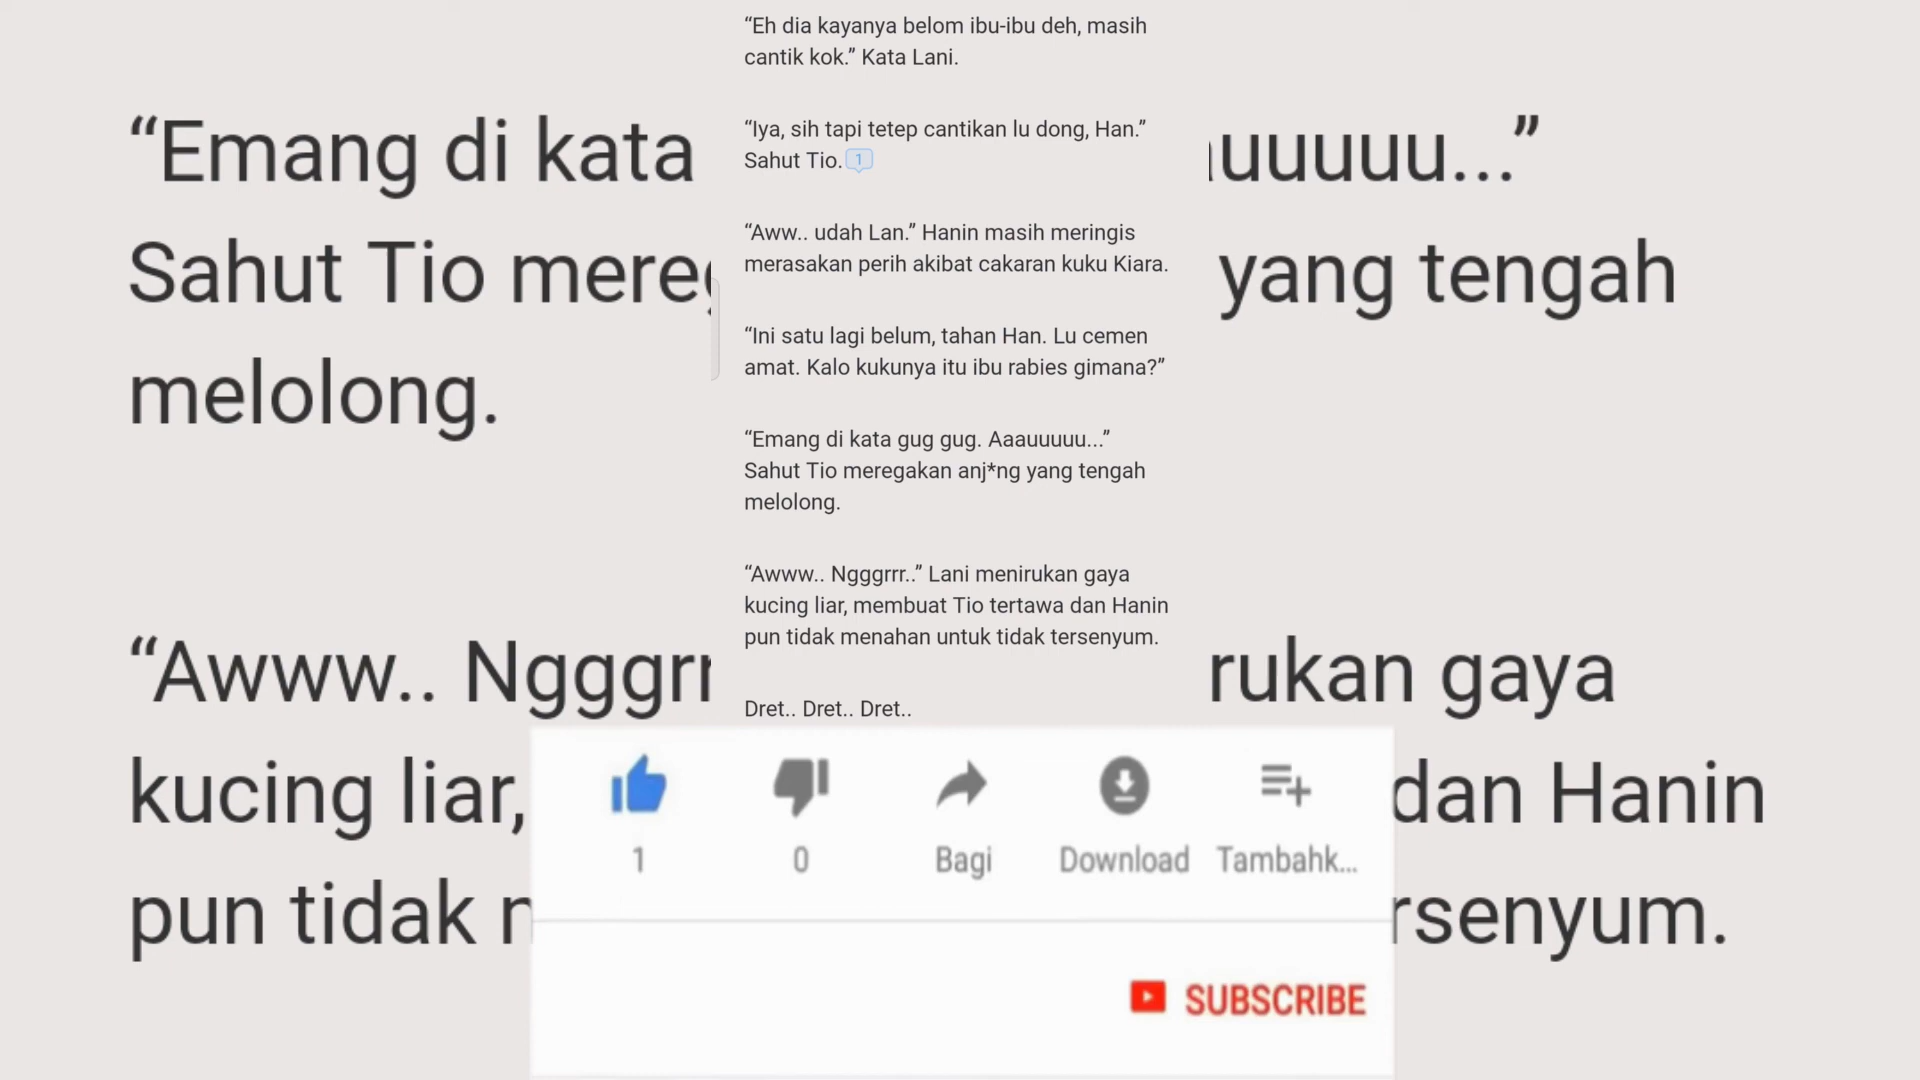 “Eh dia kayanya belom ibu-ibu deh, masih
cantik kok.” Kata Lani.
“Iya, sih tapi tetep cantikan lu dong, Han.”
Sahut Tio. 1
“Aww.. udah Lan.” Hanin masih meringis
merasakan perih akibat cakaran kuku Kiara.
“Ini satu lagi belum, tahan Han. Lu cemen
amat. Kalo kukunya itu ibu rabies gimana?”
“Emang di kata gug gug. Aaauuuuu...”
Sahut Tio meregakan anj*ng yang tengah
melolong.
“Awww.. Ngggrrr..” Lani menirukan gaya
kucing liar, membuat Tio tertawa dan Hanin
pun tidak menahan untuk tidak tersenyum.
Dret.. Dret.. Dret..
“Emang di kata uuuuu...”
Sahut Tio mere yang tengah
melolong.
“Awww.. Ngggrr rukan gaya
kucing liar, dan Hanin
pun tidak rsenyum.
1 0 Bagi Download Tambahk...
SUBSCRIBE